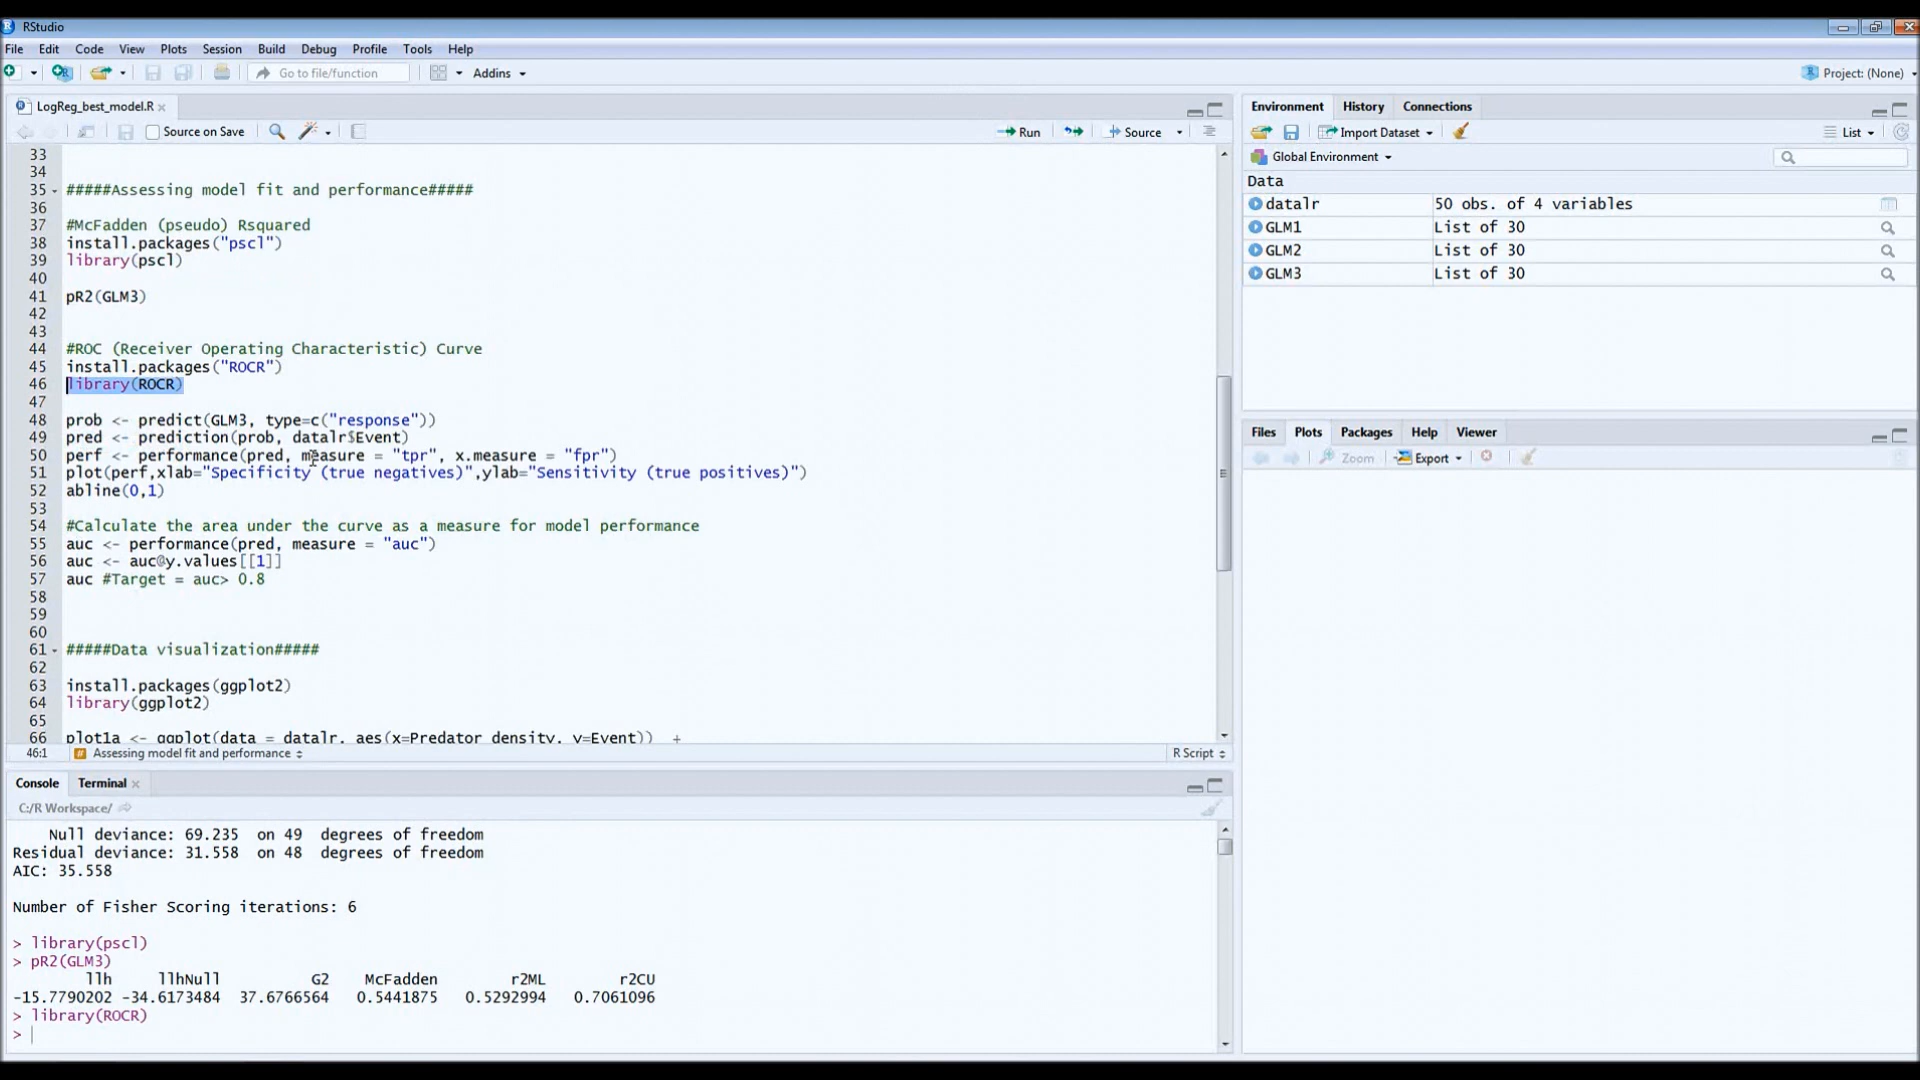 RStudio
File Edit Code View Plots Session Build Debug Profile Tools Help
Go to file/function Addins Project: (None)
LogReg_best_model.R
Source on Save Run Source
33
34
35 #####Assessing model fit and performance#####
36
37 #McFadden (pseudo) Rsquared
38 install.packages("pscl")
39 library(pscl)
40
41 pR2(GLM3)
42
43
44 #ROC (Receiver Operating Characteristic) Curve
45 install.packages("ROCR")
46 library(ROCR)
47
48 prob <- predict(GLM3, type=c("response"))
49 pred <- prediction(prob, datalr$Event)
50 perf <- performance(pred, measure = "tpr", x.measure = "fpr")
51 plot(perf,xlab="Specificity (true negatives)",ylab="Sensitivity (true positives)")
52 abline(0,1)
53
54 #Calculate the area under the curve as a measure for model performance
55 auc <- performance(pred, measure = "auc")
56 auc <- auc@y.values[[1]]
57 auc #Target = auc> 0.8
58
59
60
61 #####Data visualization#####
62
63 install.packages(ggplot2)
64 library(ggplot2)
65
66 plot1a <- ggplot(data = datalr, aes(x=Predator_density, y=Event)) +
46:1 # Assessing model fit and performance R Script
Console Terminal
C:/R Workspace/
Null deviance: 69.235 on 49 degrees of freedom
Residual deviance: 31.558 on 48 degrees of freedom
AIC: 35.558
Number of Fisher Scoring iterations: 6
> library(pscl)
> pR2(GLM3)
llh llhNull G2 McFadden r2ML r2CU
-15.7790202 -34.6173484 37.6766564 0.5441875 0.5292994 0.7061096
> library(ROCR)
>
Environment History Connections
Import Dataset List
Global Environment
Data
datalr 50 obs. of 4 variables
GLM1 List of 30
GLM2 List of 30
GLM3 List of 30
Files Plots Packages Help Viewer
Zoom Export